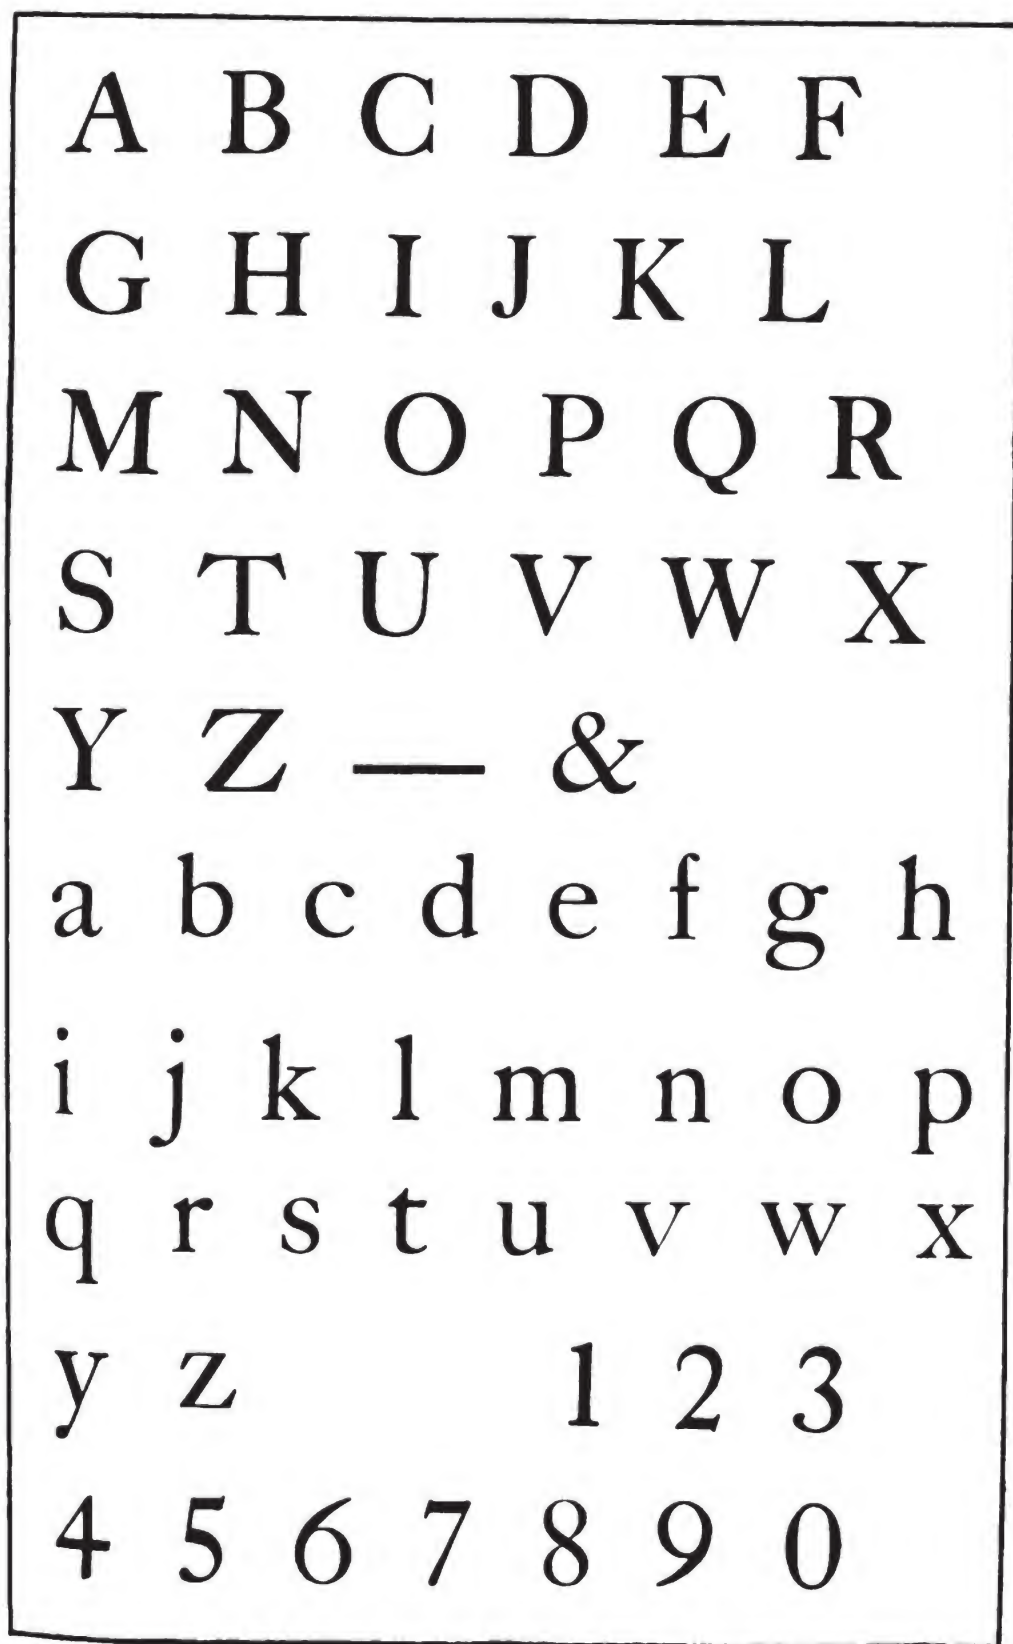 A B C D E F
G H I J K L
M N O P Q R
S T U V W X
Y Z — &
a b c d e f g h
i j k l m n o p
q r s t u v w x
y z 1 2 3
4 5 6 7 8 9 0